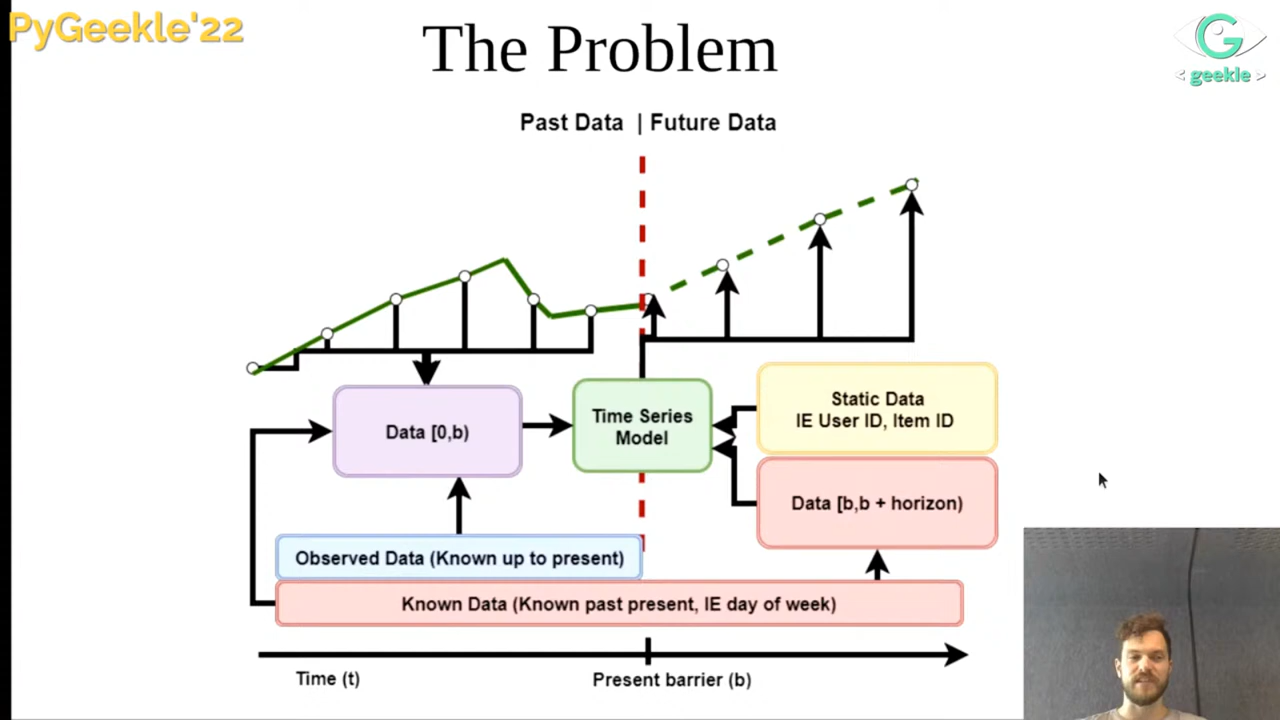 PyGeekle'22
The Problem
G
< geekle >
Past Data | Future Data
Data [0,b)
Time Series
Model
Static Data
IE User ID, Item ID
Data [b,b + horizon)
Observed Data (Known up to present)
Known Data (Known past present, IE day of week)
Time (t)
Present barrier (b)